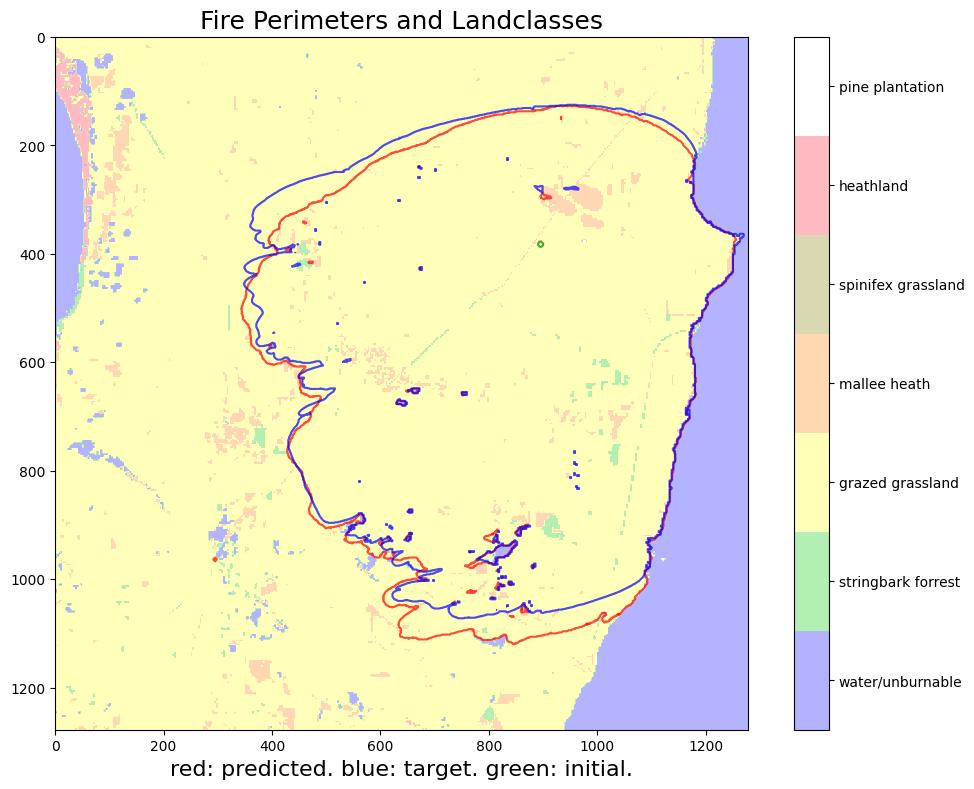 Fire Perimeters and Landclasses
0
200
400
600
800
1000
1200
0
200
400
600
800
1000
1200
red: predicted. blue: target. green: initial.
pine plantation
heathland
spinifex grassland
mallee heath
grazed grassland
stringbark forrest
water/unburnable